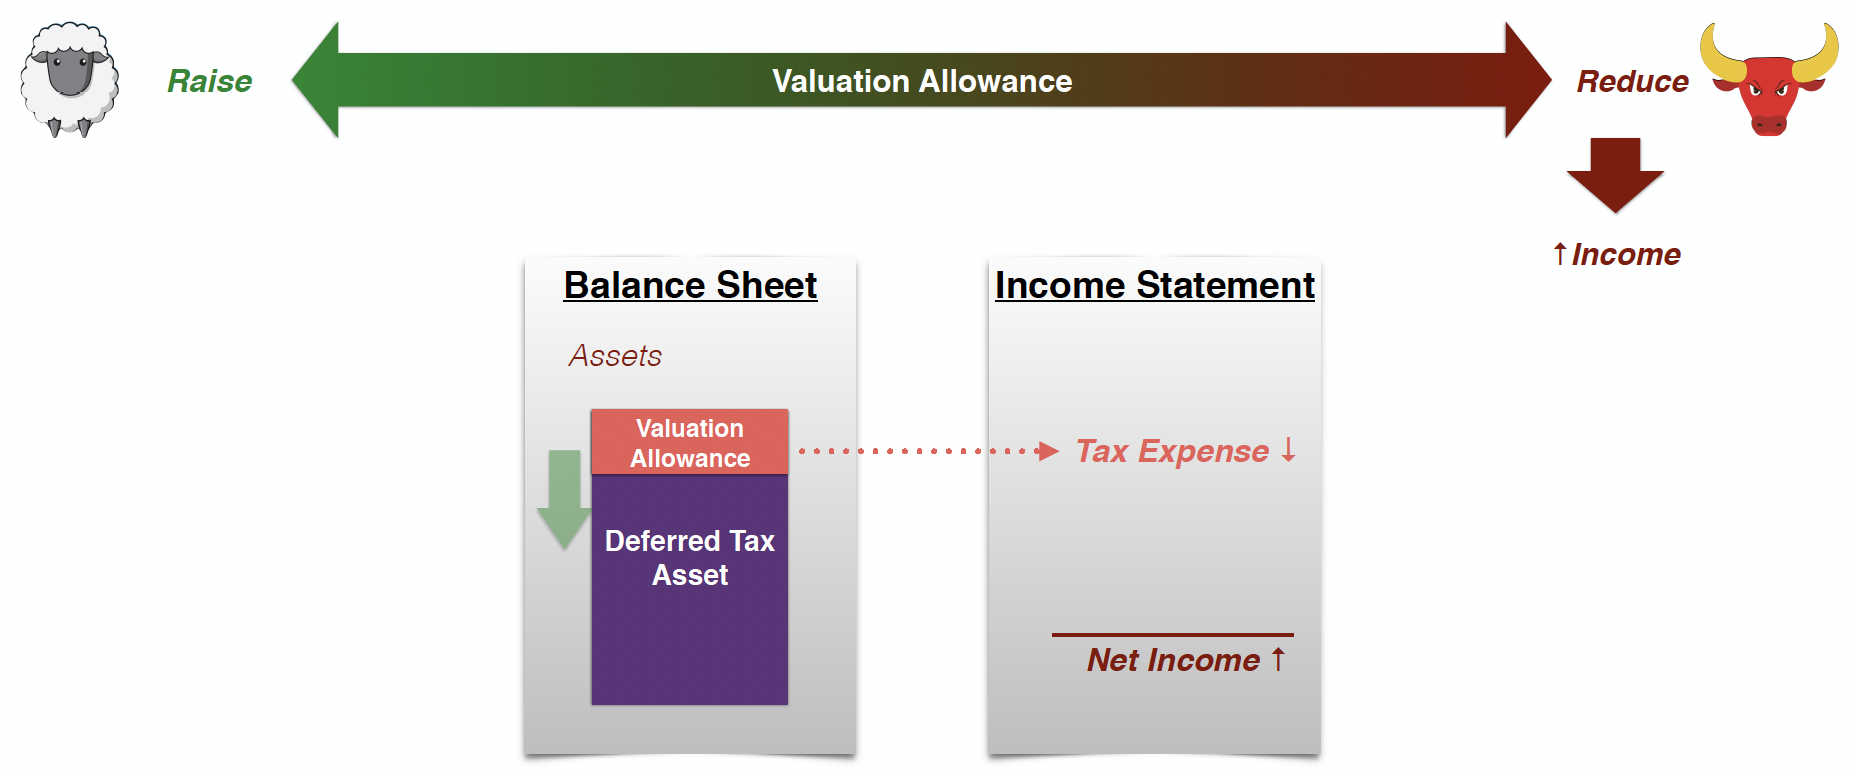 Raise
Valuation Allowance
Reduce
↑Income
Balance Sheet
Assets
Valuation
Allowance
Deferred Tax
Asset
Income Statement
Tax Expense ↓
Net Income ↑